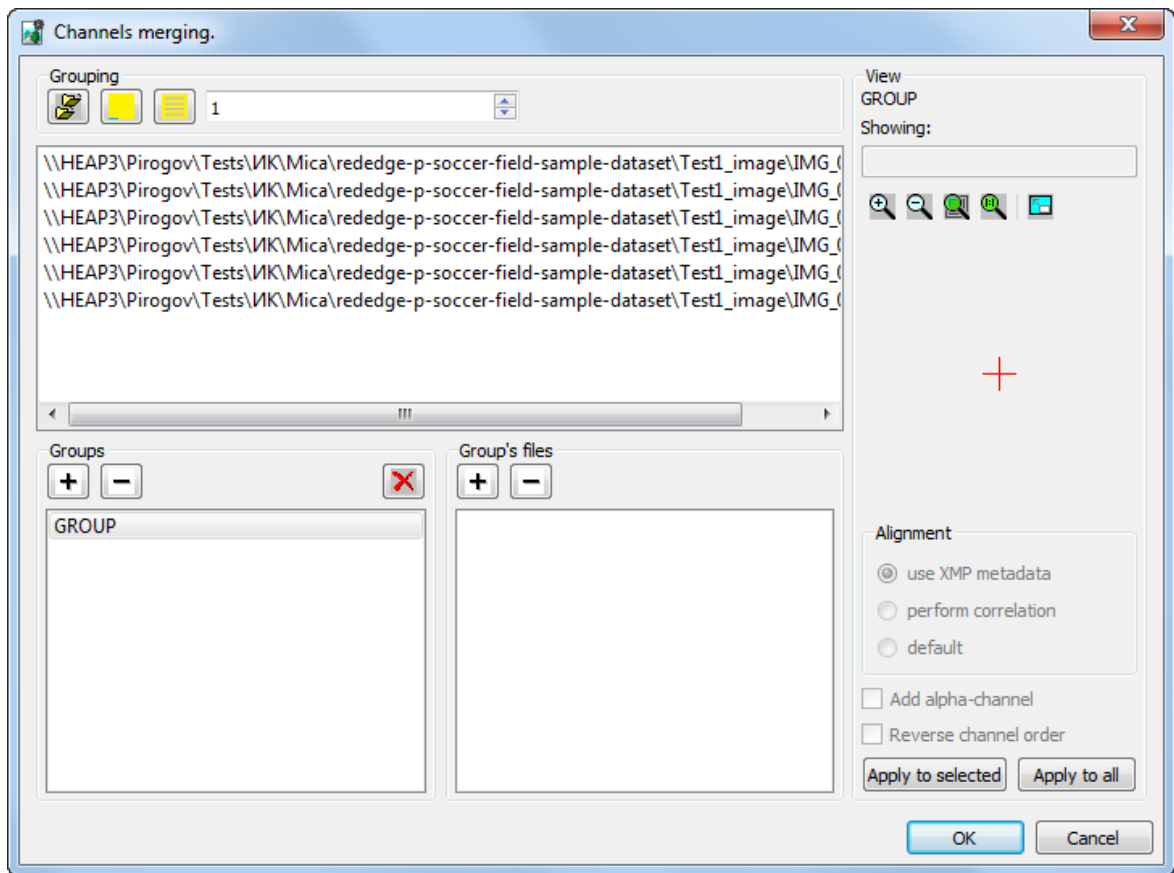 Channels merging.
Grouping
1
\\HEAP3\Pirogov\Tests\ИК\Mica\rededge-p-soccer-field-sample-dataset\Test1_image\IMG_
\\HEAP3\Pirogov\Tests\ИК\Mica\rededge-p-soccer-field-sample-dataset\Test1_image\IMG_
\\HEAP3\Pirogov\Tests\ИК\Mica\rededge-p-soccer-field-sample-dataset\Test1_image\IMG_
\\HEAP3\Pirogov\Tests\ИК\Mica\rededge-p-soccer-field-sample-dataset\Test1_image\IMG_
\\HEAP3\Pirogov\Tests\ИК\Mica\rededge-p-soccer-field-sample-dataset\Test1_image\IMG_
\\HEAP3\Pirogov\Tests\ИК\Mica\rededge-p-soccer-field-sample-dataset\Test1_image\IMG_
Groups
GROUP
Group's files
View
GROUP
Showing:
Alignment
use XMP metadata
perform correlation
default
Add alpha-channel
Reverse channel order
Apply to selected
Apply to all
OK
Cancel